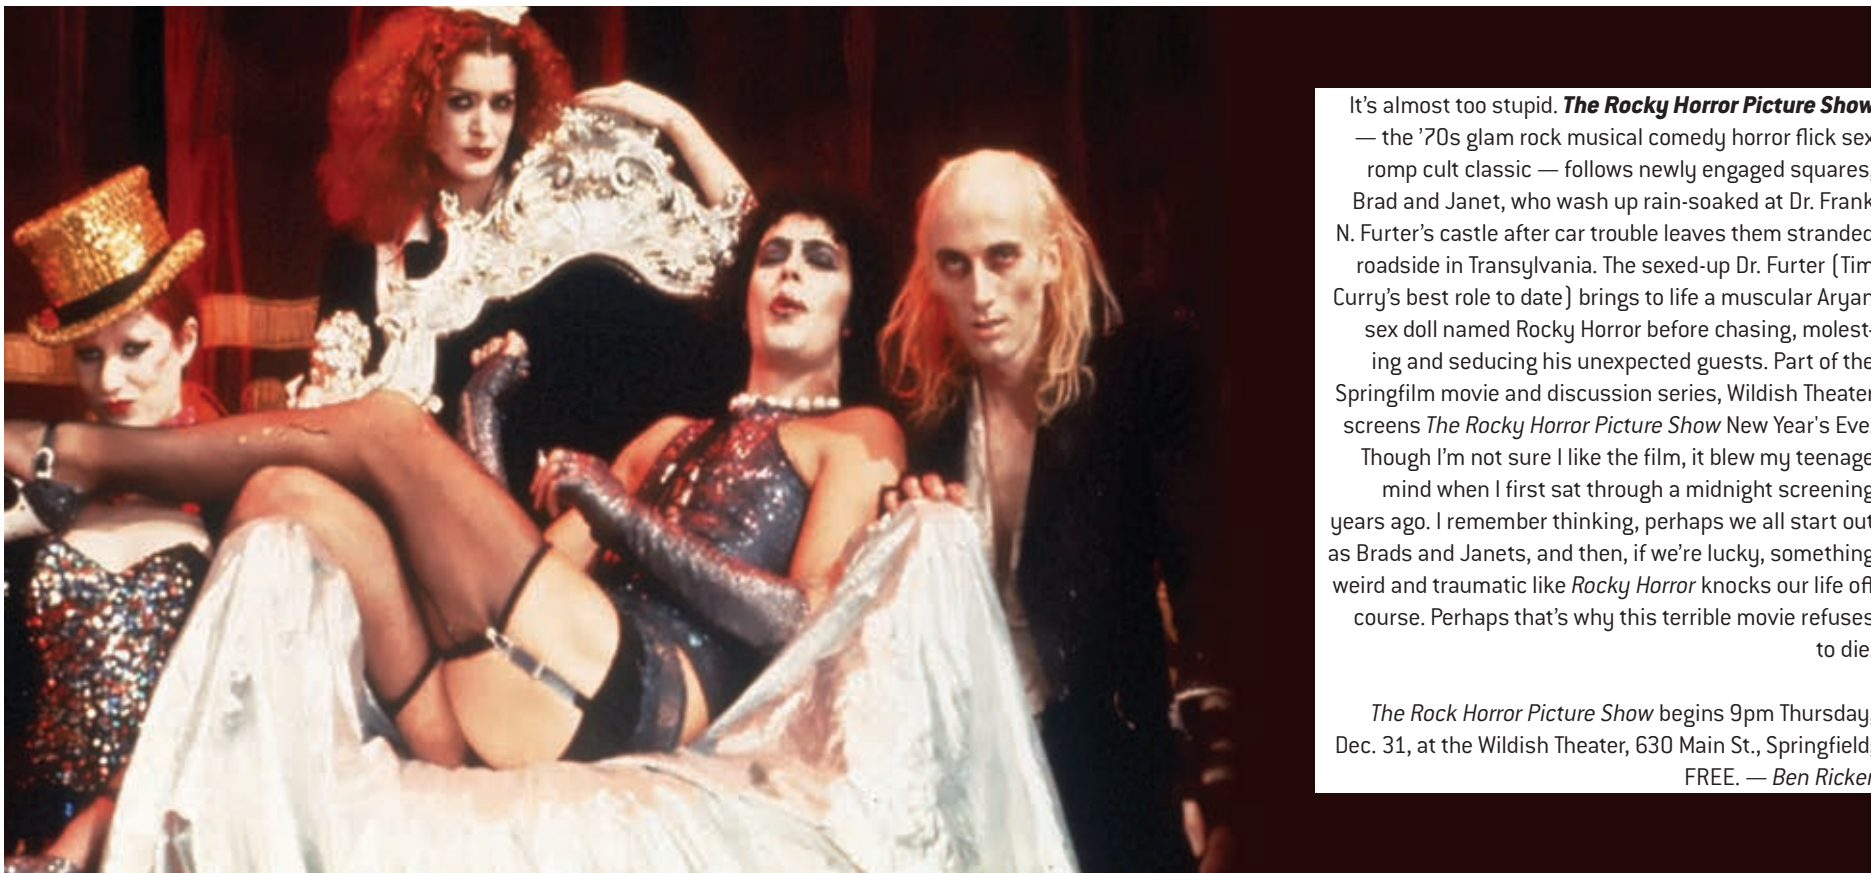 It's almost too stupid. The Rocky Horror Picture Show
— the '70s glam rock musical comedy horror flick sex
romp cult classic — follows newly engaged squares,
Brad and Janet, who wash up rain-soaked at Dr. Frank
N. Furter's castle after car trouble leaves them stranded
roadside in Transylvania. The sexed-up Dr. Furter (Tim
Curry's best role to date) brings to life a muscular Aryan
sex doll named Rocky Horror before chasing, molest-
ing and seducing his unexpected guests. Part of the
Springfilm movie and discussion series, Wildish Theater
screens The Rocky Horror Picture Show New Year's Eve.
Though I'm not sure I like the film, it blew my teenage
mind when I first sat through a midnight screening
years ago. I remember thinking, perhaps we all start out
as Brads and Janets, and then, if we're lucky, something
weird and traumatic like Rocky Horror knocks our life off
course. Perhaps that's why this terrible movie refuses
to die.
The Rock Horror Picture Show begins 9pm Thursday,
Dec. 31, at the Wildish Theater, 630 Main St., Springfield;
FREE. — Ben Ricker